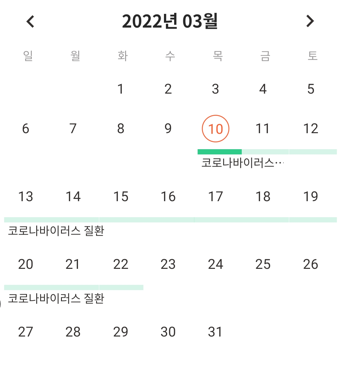 2022년 03월
일 월 화 수 목 금 토
1 2 3 4 5
6 7 8 9 10 11 12
코로나바이러스…
13 14 15 16 17 18 19
코로나바이러스 질환
20 21 22 23 24 25 26
코로나바이러스 질환
27 28 29 30 31